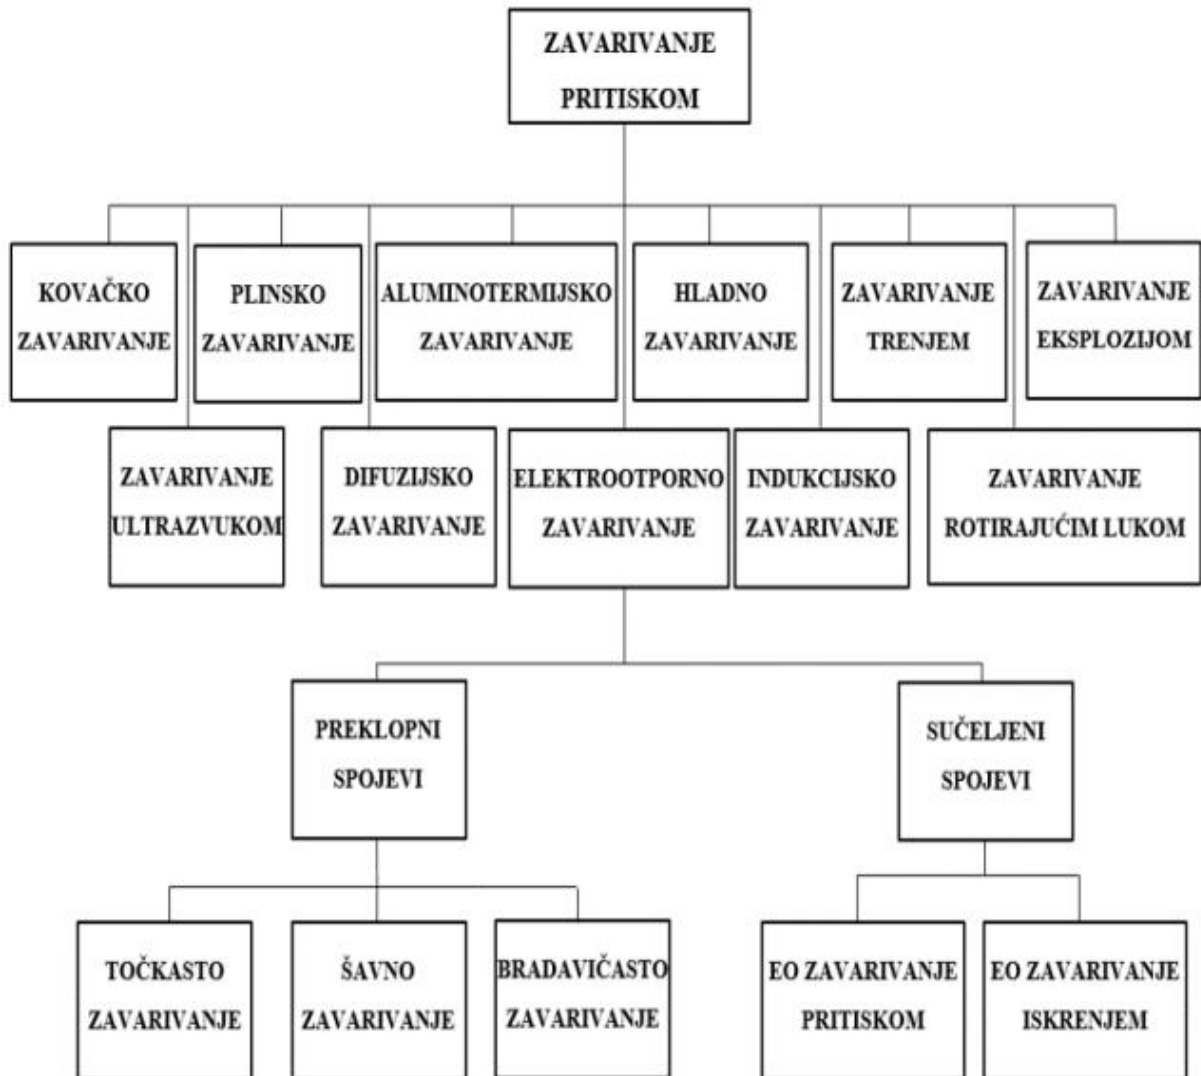 ZAVARIVANJE
PRITISKOM
KOVAČKO
ZAVARIVANJE
PLINSKO
ZAVARIVANJE
ALUMINOTERMIJSKO
ZAVARIVANJE
HLADNO
ZAVARIVANJE
ZAVARIVANJE
TRENJEM
ZAVARIVANJE
EKSPLOZIJOM
ZAVARIVANJE
ULTRAZVUKOM
DIFUZIJSKO
ZAVARIVANJE
ELEKTROOTPORNO
ZAVARIVANJE
INDUKCIJSKO
ZAVARIVANJE
ZAVARIVANJE
ROTIRAJUĆIM LUKOM
PREKLOPNI
SPOJEVI
SUČELJENI
SPOJEVI
TOČKASTO
ZAVARIVANJE
ŠAVNO
ZAVARIVANJE
BRADAVIČASTO
ZAVARIVANJE
EO ZAVARIVANJE
PRITISKOM
EO ZAVARIVANJE
ISKRENJEM